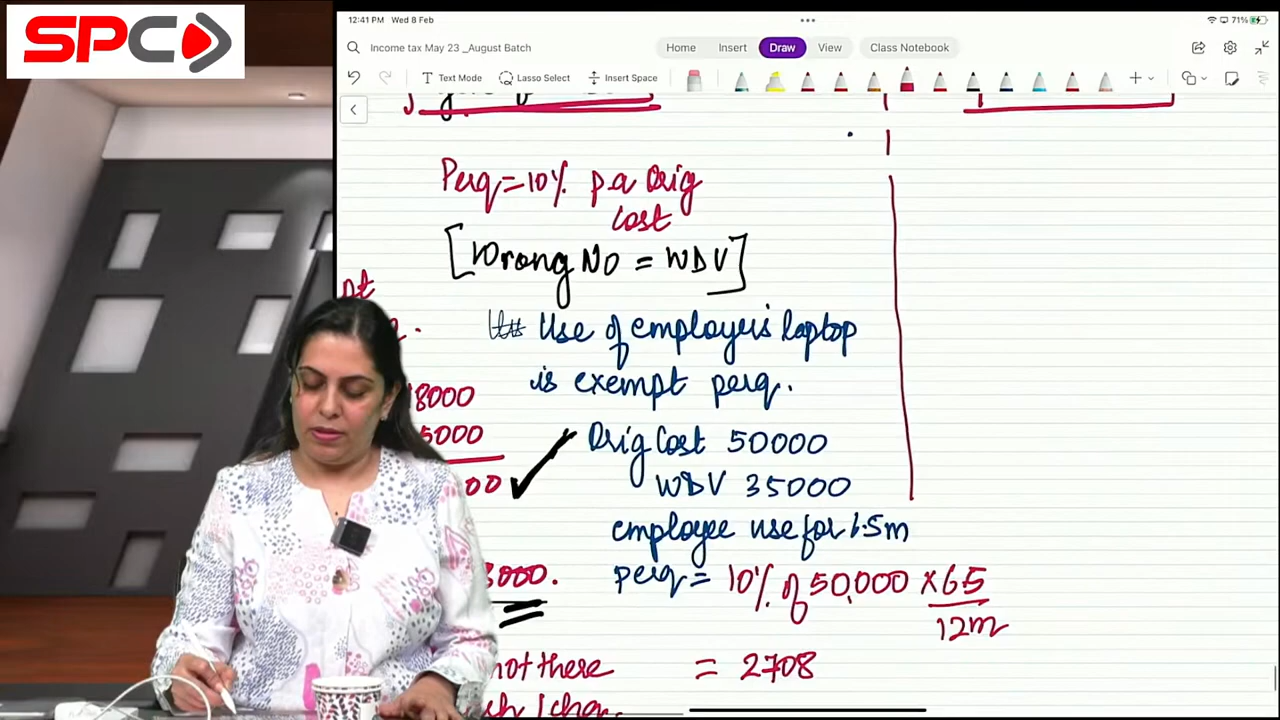 SPC
12:41 PM Wed 8 Feb
71%
Income tax May 23 _August Batch
Home Insert Draw View Class Notebook
Text Mode Lasso Select Insert Space
Perq = 10% p.a Orig
Cost
[Wrong No = WDV]
Use of employer's laptop
is exempt perq.
18000
5000
00
Orig Cost 50000
WDV 35000
employee use for 6.5m
perq = 10% of 50,000 × 6.5
12m
3000.
not there
= 2708